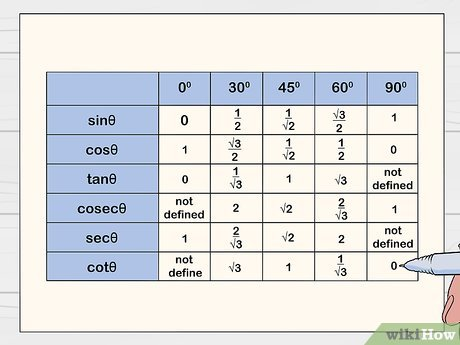 0⁰ 30⁰ 45⁰ 60⁰ 90⁰
sinθ 0 1/2 1/√2 √3/2 1
cosθ 1 √3/2 1/√2 1/2 0
tanθ 0 1/√3 1 √3 not defined
cosecθ not defined 2 √2 2/√3 1
secθ 1 2/√3 √2 2 not defined
cotθ not define √3 1 1/√3 0
wikiHow